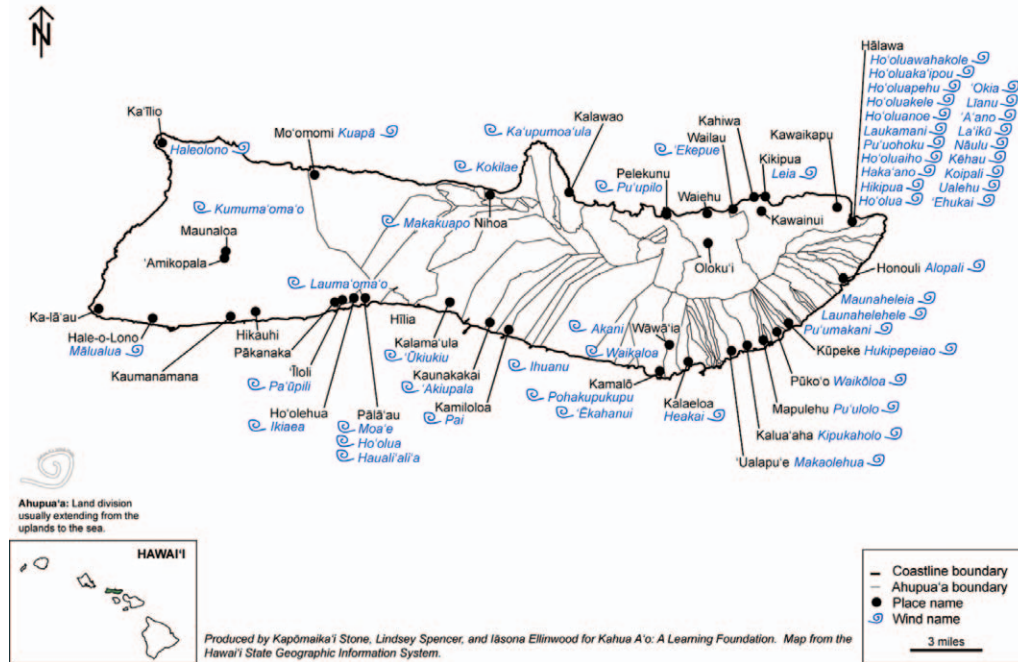 N
Ka'īlio
Haleolono
Mo'omomi Kuapā
Ka'upumoa'ula
Kalawao
Kokilae
Makakuapo
Nihoa
Kumuma'oma'o
Maunaloa
'Amikopala
Lauma'oma'o
Ka-lā'au
Hale-o-Lono
Mālualua
Kaumanamana
Hikauhi
Pākanaka
'Īloli
Pa'ūpili
Ho'olehua
Ikiaea
Pālā'au
Moa'e
Ho'olua
Hauali'ali'a
Hīlia
Kalama'ula
'Ūkiukiu
Kaunakakai
'Akiupala
Kamiloloa
Pai
Ihuanu
Akani
Waikaloa
Wāwā'ia
Kamalō
Pohakupukupu
'Ēkahanui
Kalaeloa
Heakai
Pelekunu
Pu'upilo
Waiehu
Oloku'i
Wailau
'Ekepue
Kahiwa
Kikipua
Leia
Kawainui
Kawaikapu
Hālawa
Ho'oluawahakole
Ho'oluaka'ipou
Ho'oluapehu
Ho'oluakele
Ho'oluanoe
Laukamani
Pu'uohoku
Ho'oluaiho
Haka'ano
Hikipua
Ho'olua
'Okia
Līanu
'A'ano
La'ikū
Nāulu
Kēhau
Koipali
Ualehu
'Ehukai
Honouli Alopali
Maunaheleia
Launahelehele
Pu'umakani
Kūpeke Hukipepeiao
Pūko'o Waikōloa
Mapulehu Pu'ulolo
Kalua'aha Kipukaholo
'Ualapu'e Makaolehua
Ahupua'a: Land division
usually extending from the
uplands to the sea.
HAWAI'I
Produced by Kapōmaika'i Stone, Lindsey Spencer, and Iāsona Ellinwood for Kahua A'o: A Learning Foundation. Map from the
Hawai'i State Geographic Information System.
Coastline boundary
Ahupua'a boundary
Place name
Wind name
3 miles